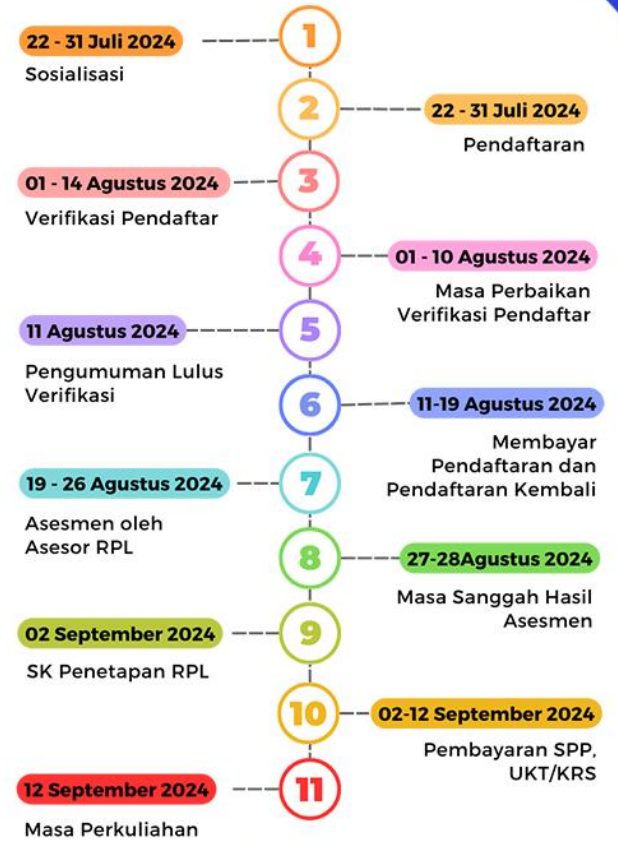 22 - 31 Juli 2024
1
Sosialisasi
2
22 - 31 Juli 2024
Pendaftaran
01 - 14 Agustus 2024
3
Verifikasi Pendaftar
4
01 - 10 Agustus 2024
Masa Perbaikan
Verifikasi Pendaftar
11 Agustus 2024
5
Pengumuman Lulus
Verifikasi
6
11-19 Agustus 2024
Membayar
Pendaftaran dan
Pendaftaran Kembali
19 - 26 Agustus 2024
7
Asesmen oleh
Asesor RPL
8
27-28Agustus 2024
Masa Sanggah Hasil
Asesmen
02 September 2024
9
SK Penetapan RPL
10
02-12 September 2024
Pembayaran SPP,
UKT/KRS
12 September 2024
11
Masa Perkuliahan